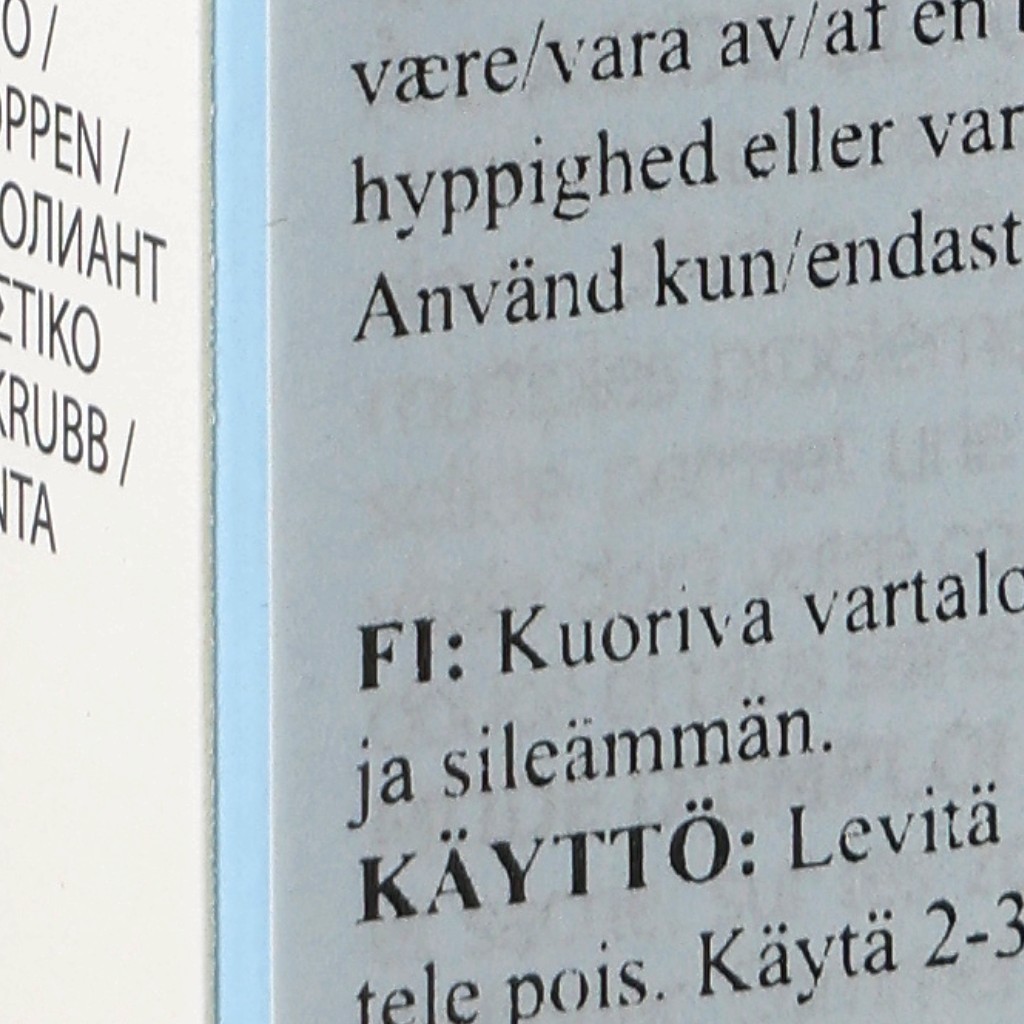 O /
OPPEN /
ОЛИАНТ
ΣΤΙΚΟ
KRUBB /
NTA
være/vara av/af en
hyppighed eller var
Använd kun/endast
FI: Kuoriva vartalo
ja sileämmän.
KÄYTTÖ: Levitä
tele pois. Käytä 2-3